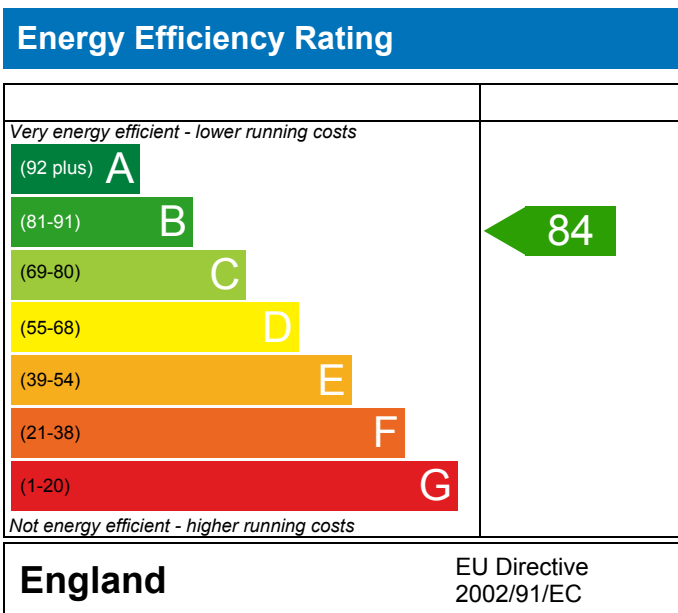 Energy Efficiency Rating
Very energy efficient - lower running costs
(92 plus) A
(81-91) B
84
(69-80) C
(55-68) D
(39-54) E
(21-38) F
(1-20) G
Not energy efficient - higher running costs
England
EU Directive
2002/91/EC